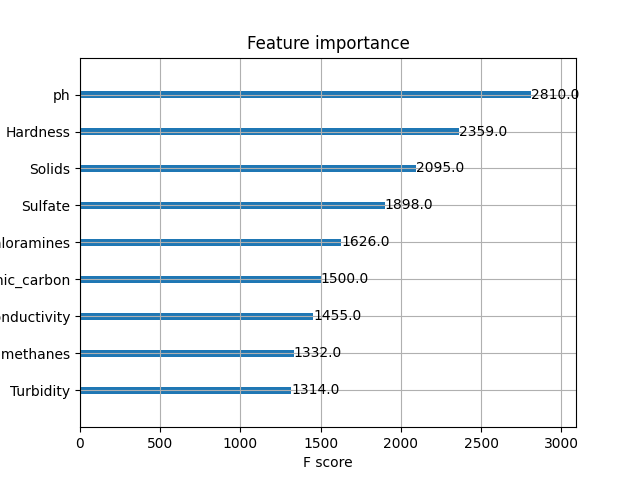 Feature importance
ph 2810.0
Hardness 2359.0
Solids 2095.0
Sulfate 1898.0
loramines 1626.0
nic_carbon 1500.0
onductivity 1455.0
methanes 1332.0
Turbidity 1314.0
0 500 1000 1500 2000 2500 3000
F score